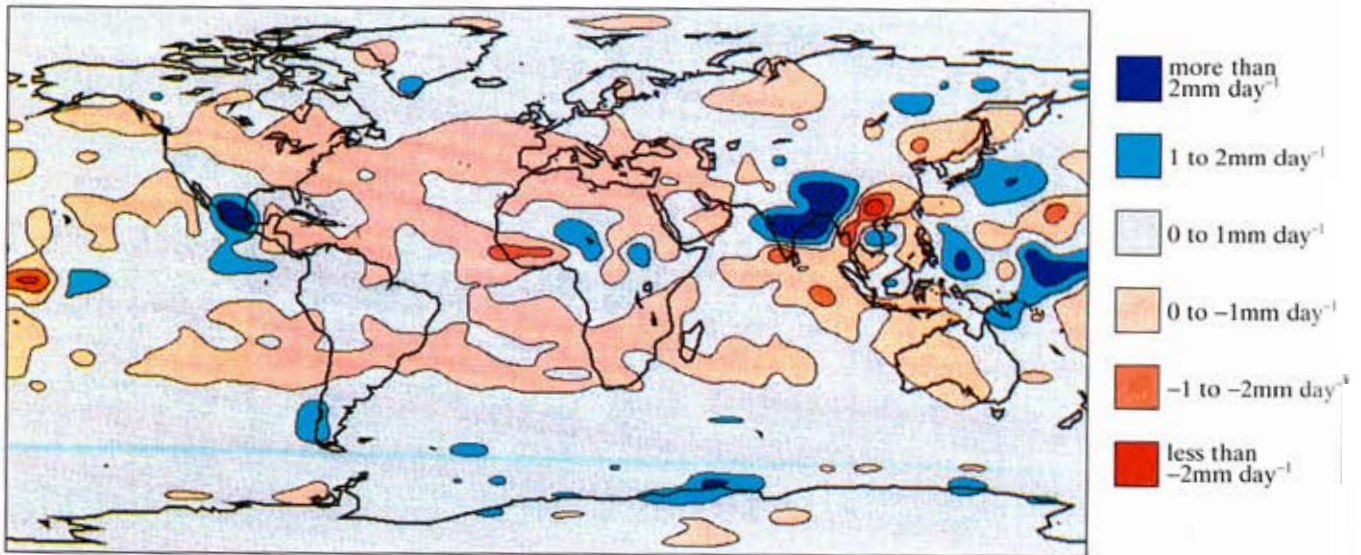 more than
2mm day⁻¹
1 to 2mm day⁻¹
0 to 1mm day⁻¹
0 to −1mm day⁻¹
−1 to −2mm day⁻¹
less than
−2mm day⁻¹